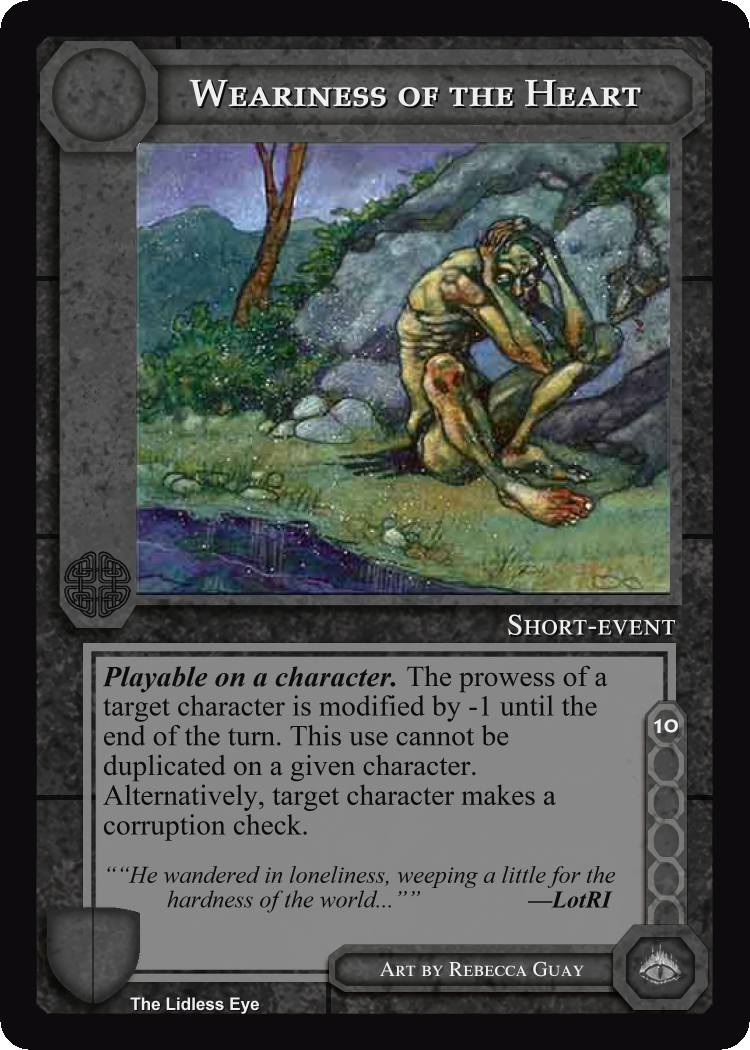 Weariness of the Heart
Short-event
Playable on a character. The prowess of a
target character is modified by -1 until the
end of the turn. This use cannot be
duplicated on a given character.
Alternatively, target character makes a
corruption check.
10
““He wandered in loneliness, weeping a little for the
hardness of the world...”” —LotRI
Art by Rebecca Guay
The Lidless Eye